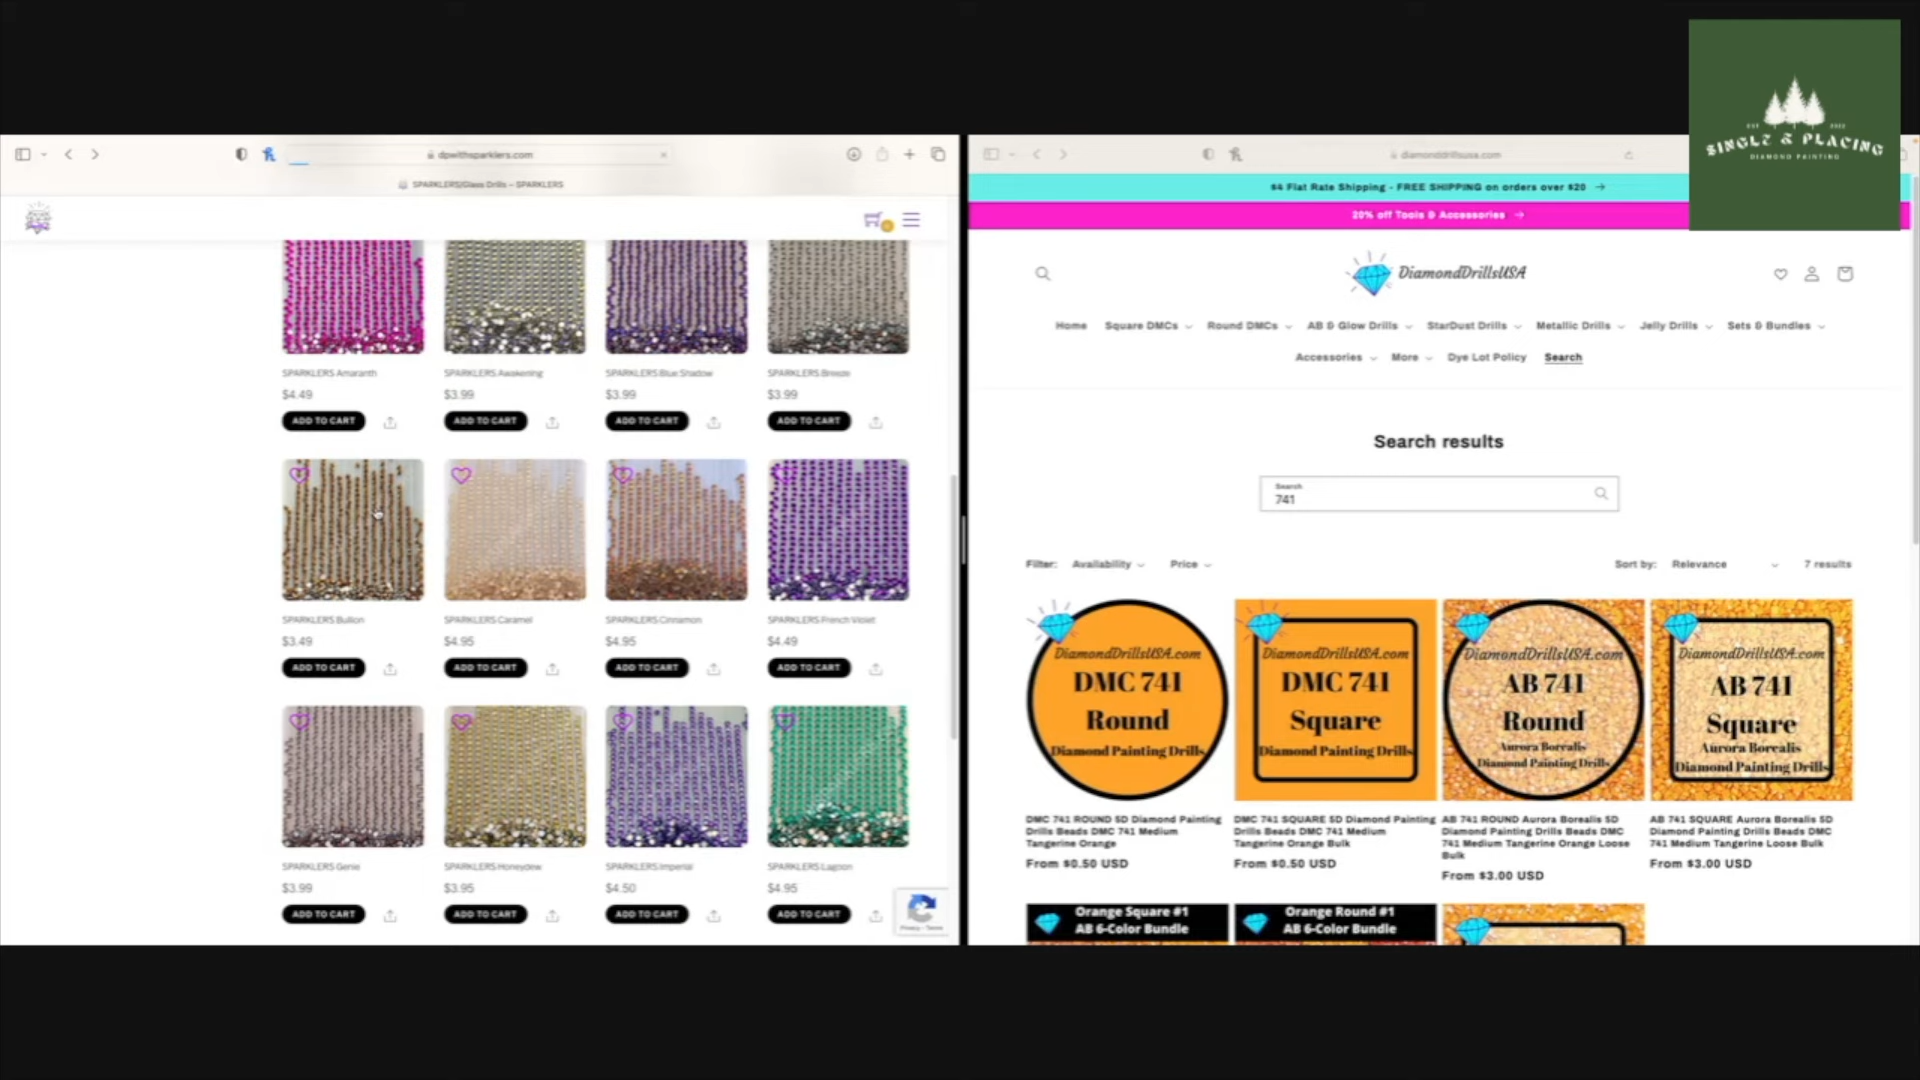 dpwithsparklers.com
SPARKLERS/Glass Drills – SPARKLERS
SPARKLERS Amaranth
SPARKLERS Awakening
SPARKLERS Blue Shadow
SPARKLERS Breeze
$4.49
$3.99
$3.99
$3.99
ADD TO CART
ADD TO CART
ADD TO CART
ADD TO CART
SPARKLERS Bullion
SPARKLERS Caramel
SPARKLERS Cinnamon
SPARKLERS French Violet
$3.49
$4.95
$4.95
$4.49
ADD TO CART
ADD TO CART
ADD TO CART
ADD TO CART
SPARKLERS Genie
SPARKLERS Honeydew
SPARKLERS Imperial
SPARKLERS Lagoon
$3.99
$3.95
$4.50
$4.95
ADD TO CART
ADD TO CART
ADD TO CART
ADD TO CART
Privacy - Terms
diamonddrillsusa.com
$4 Flat Rate Shipping - FREE SHIPPING on orders over $20 →
20% off Tools & Accessories →
DiamondDrillsUSA
Home Square DMCs Round DMCs AB & Glow Drills StarDust Drills Metallic Drills Jelly Drills Sets & Bundles
Accessories More Dye Lot Policy Search
Search results
Search
741
Filter: Availability Price
Sort by: Relevance 7 results
DiamondDrillsUSA.com
DMC 741
Round
Diamond Painting Drills
DiamondDrillsUSA.com
DMC 741
Square
Diamond Painting Drills
DiamondDrillsUSA.com
AB 741
Round
Aurora Borealis
Diamond Painting Drills
DiamondDrillsUSA.com
AB 741
Square
Aurora Borealis
Diamond Painting Drills
DMC 741 ROUND 5D Diamond Painting
Drills Beads DMC 741 Medium
Tangerine Orange
From $0.50 USD
DMC 741 SQUARE 5D Diamond Painting
Drills Beads DMC 741 Medium
Tangerine Orange Bulk
From $0.50 USD
AB 741 ROUND Aurora Borealis 5D
Diamond Painting Drills Beads DMC
741 Medium Tangerine Orange Loose
Bulk
From $3.00 USD
AB 741 SQUARE Aurora Borealis 5D
Diamond Painting Drills Beads DMC
741 Medium Tangerine Loose Bulk
From $3.00 USD
Orange Square #1
AB 6-Color Bundle
Orange Round #1
AB 6-Color Bundle
EST 2022
SINGLE & PLACING
DIAMOND PAINTING